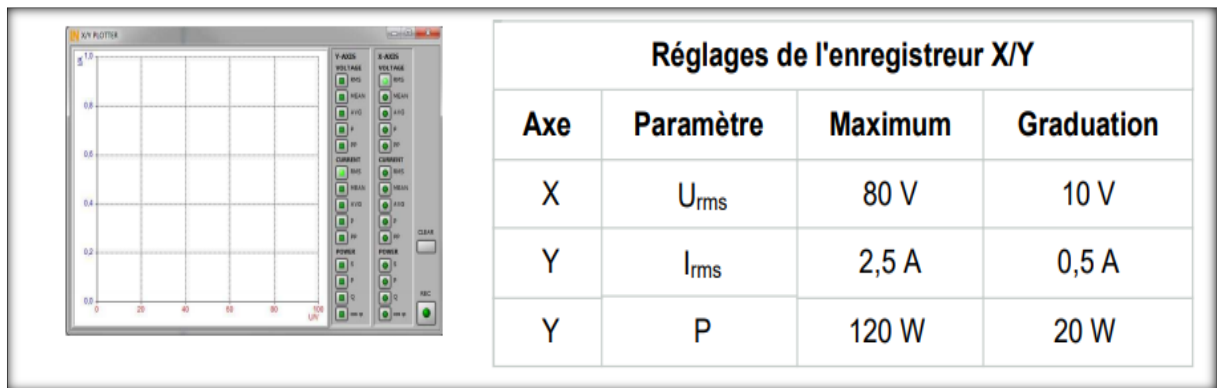 X/Y PLOTTER
I/A
1,0
0,8
0,6
0,4
0,2
0,0
0 20 40 60 80 100
U/V
Y-AXIS X-AXIS
VOLTAGE VOLTAGE
RMS RMS
MEAN MEAN
AVG AVG
P P
PP PP
CURRENT CURRENT
RMS RMS
MEAN MEAN
AVG AVG
P P
PP PP
POWER POWER
S S
P P
Q Q
cos φ cos φ
CLEAR
REC
Réglages de l'enregistreur X/Y
Axe Paramètre Maximum Graduation
X Urms 80 V 10 V
Y Irms 2,5 A 0,5 A
Y P 120 W 20 W